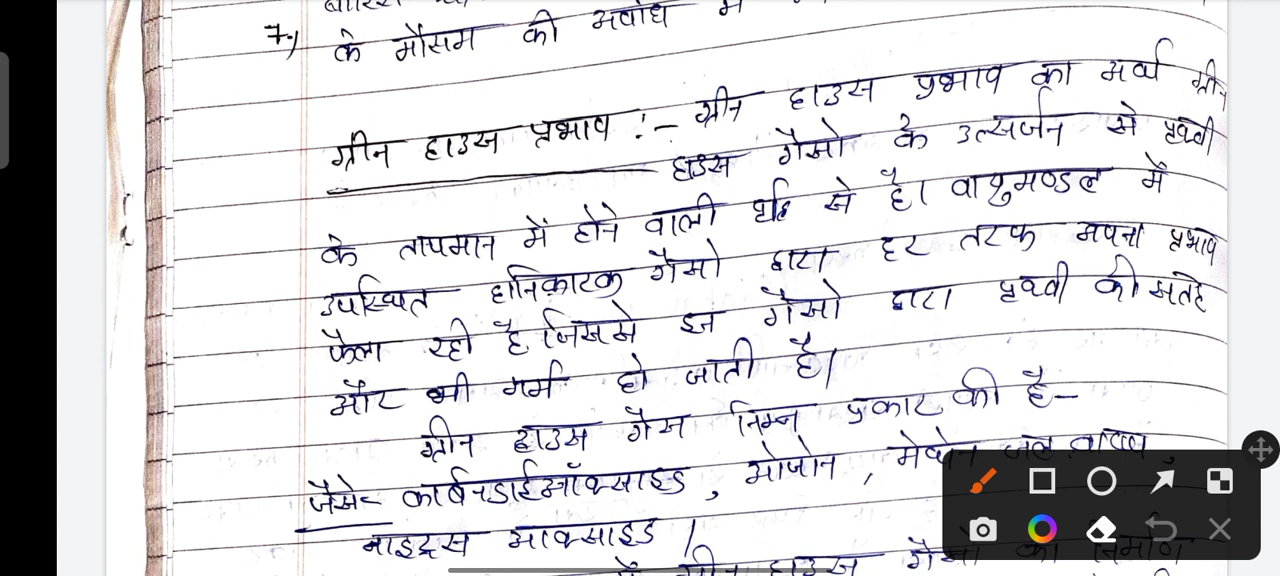 7.) के मौसम की अवधि में
ग्रीन हाउस प्रभाव :- ग्रीन हाउस प्रभाव का अर्थ ग्रीन
हाउस गैसो के उत्सर्जन से पृथ्वी
के तापमान में होने वाली वृद्धि से है। वायुमण्डल में
उपस्थित हानिकारक गैसो द्वारा हर तरफ अपना प्रभाव
फैला रही है जिससे इन गैसो द्वारा पृथ्वी की सतह
और भी गर्म हो जाती है।
ग्रीन हाउस गैस निम्न प्रकार की है-
जैसे- कार्बनडाईऑक्साइड, ओजोन, मेथेन जल वाष्प,
नाइट्रस आक्साइड।
ग्रीन हाउस गैसो का निर्माण